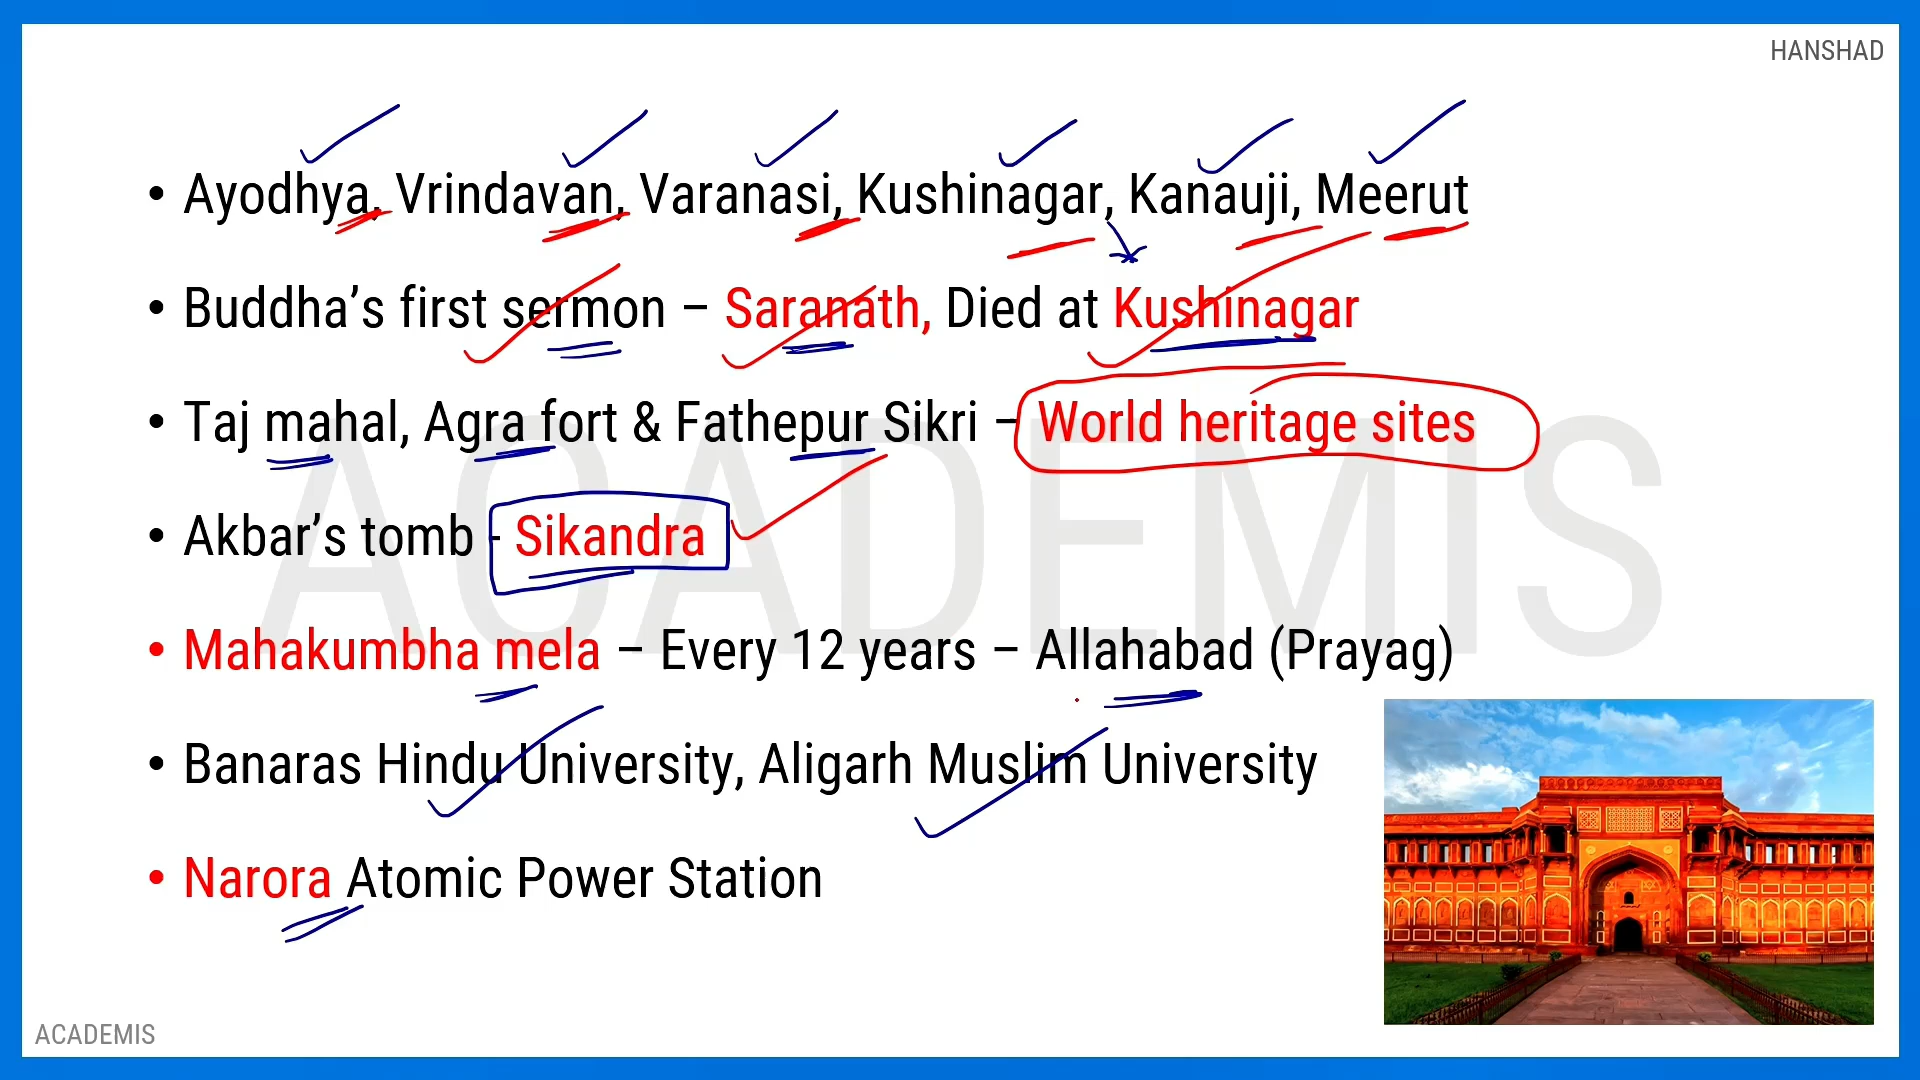 HANSHAD
• Ayodhya, Vrindavan, Varanasi, Kushinagar, Kanauji, Meerut
• Buddha’s first sermon – Saranath, Died at Kushinagar
• Taj mahal, Agra fort & Fathepur Sikri – World heritage sites
• Akbar’s tomb - Sikandra
• Mahakumbha mela – Every 12 years – Allahabad (Prayag)
• Banaras Hindu University, Aligarh Muslim University
• Narora Atomic Power Station
ACADEMIS
ACADEMIS